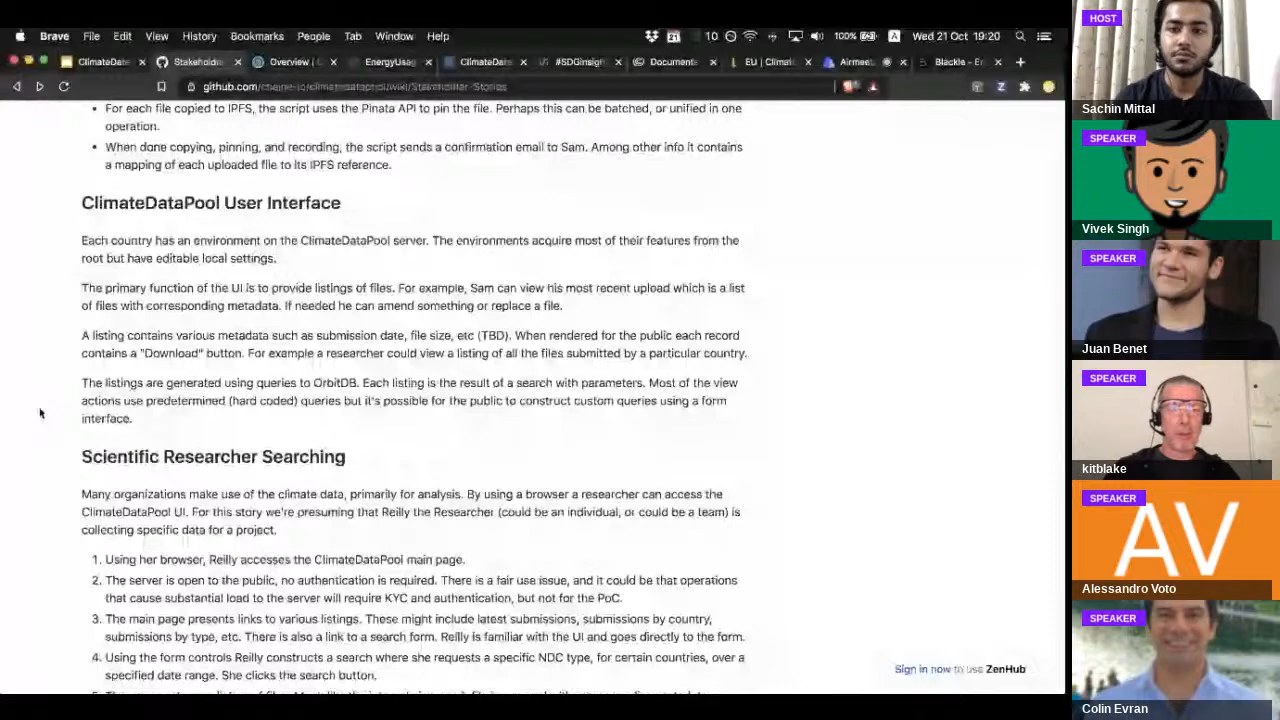 Brave File Edit View History Bookmarks People Tab Window Help 21 10 100% A Wed 21 Oct 19:20
ClimateDat Stakeholde Overview | C EnergyUsag ClimateDate #SDGinsigh Documente EU | Climat Airmeet Blackle - En
github.com/
For each file copied to IPFS, the script uses the Pinata API to pin the file. Perhaps this can be batched, or unified in one
operation.
When done copying, pinning, and recording, the script sends a confirmation email to Sam. Among other info it contains
a mapping of each uploaded file to its IPFS reference.
ClimateDataPool User Interface
Each country has an environment on the ClimateDataPool server. The environments acquire most of their features from the
root but have editable local settings.
The primary function of the UI is to provide listings of files. For example, Sam can view his most recent upload which is a list
of files with corresponding metadata. If needed he can amend something or replace a file.
A listing contains various metadata such as submission date, file size, etc (TBD). When rendered for the public each record
contains a "Download" button. For example a researcher could view a listing of all the files submitted by a particular country.
The listings are generated using queries to OrbitDB. Each listing is the result of a search with parameters. Most of the view
actions use predetermined (hard coded) queries but it's possible for the public to construct custom queries using a form
interface.
Scientific Researcher Searching
Many organizations make use of the climate data, primarily for analysis. By using a browser a researcher can access the
ClimateDataPool UI. For this story we're presuming that Reilly the Researcher (could be an individual, or could be a team) is
collecting specific data for a project.
1. Using her browser, Reilly accesses the ClimateDataPool main page.
2. The server is open to the public, no authentication is required. There is a fair use issue, and it could be that operations
that cause substantial load to the server will require KYC and authentication, but not for the PoC.
3. The main page presents links to various listings. These might include latest submissions, submissions by country,
submissions by type, etc. There is also a link to a search form. Reilly is familiar with the UI and goes directly to the form.
4. Using the form controls Reilly constructs a search where she requests a specific NDC type, for certain countries, over a
specified date range. She clicks the search button.
Sign in now to use ZenHub
HOST
Sachin Mittal
SPEAKER
Vivek Singh
SPEAKER
Juan Benet
SPEAKER
kitblake
SPEAKER
AV
Alessandro Voto
SPEAKER
Colin Evran